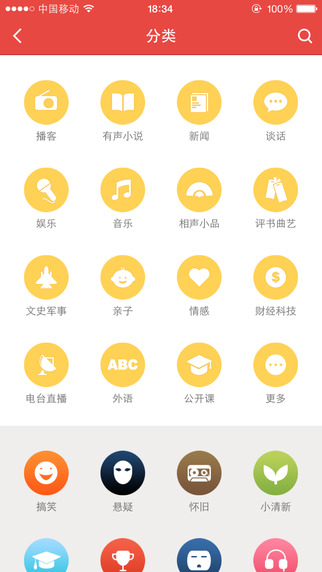 中国移动 18:34 100%
分类
播客 有声小说 新闻 谈话
娱乐 音乐 相声小品 评书曲艺
文史军事 亲子 情感 财经科技
$
ABC
电台直播 外语 公开课 更多
搞笑 悬疑 怀旧 小清新